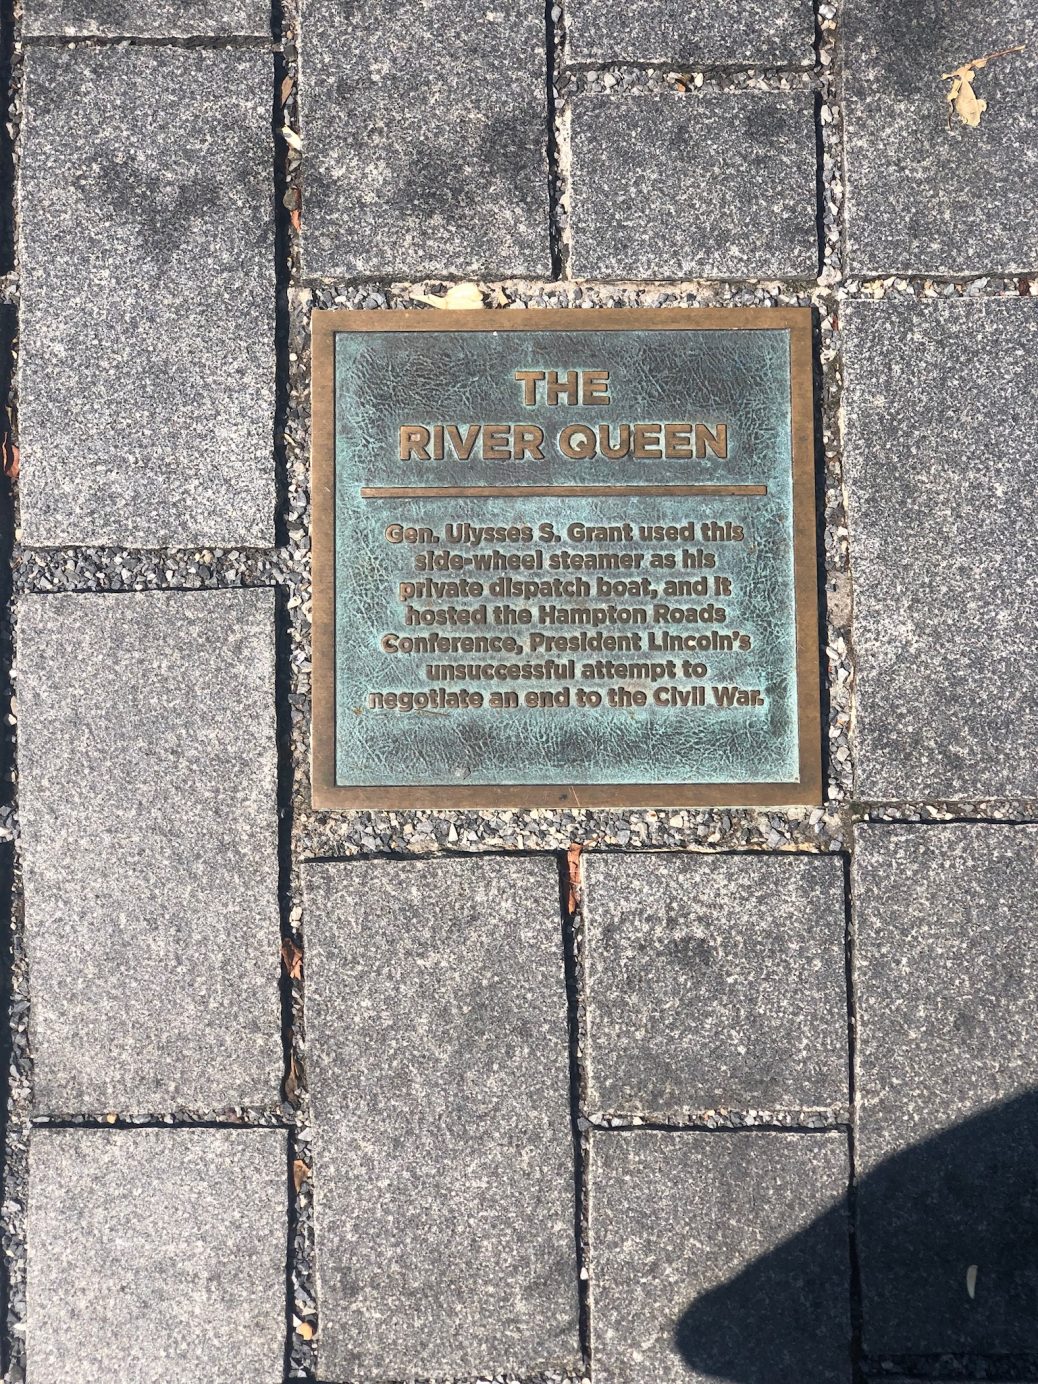 THE
RIVER QUEEN
Gen. Ulysses S. Grant used this
side-wheel steamer as his
private dispatch boat, and it
hosted the Hampton Roads
Conference, President Lincoln's
unsuccessful attempt to
negotiate an end to the Civil War.